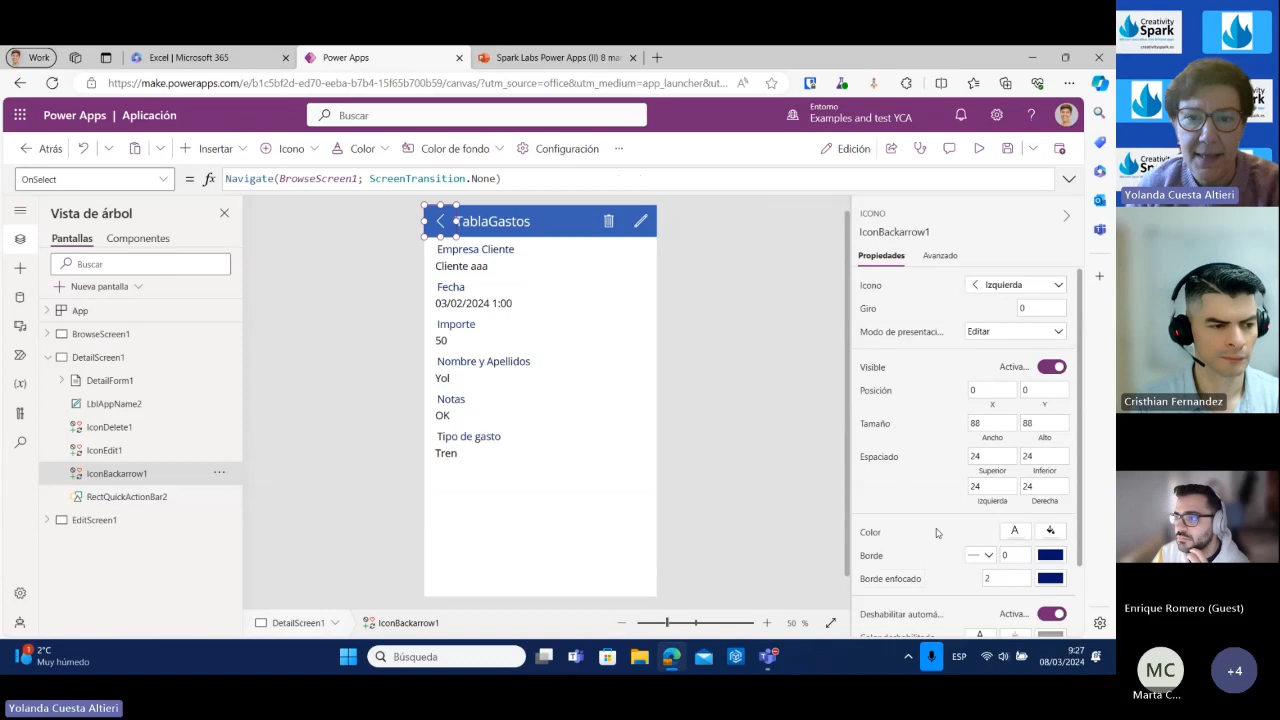 Work
Excel | Microsoft 365
Power Apps
Spark Labs Power Apps (II) 8 mar
https://make.powerapps.com/e/b1c5bf2d-ed70-eeba-b7b4-15f65b700b59/canvas/?utm_source=office&utm_medium=app_launcher&ut...
Power Apps | Aplicación
Buscar
Entorno
Examples and test YCA
Atrás
Insertar
Icono
Color
Color de fondo
Configuración
Edición
OnSelect
= fx Navigate(BrowseScreen1; ScreenTransition.None)
Vista de árbol
Pantallas
Componentes
Buscar
Nueva pantalla
App
BrowseScreen1
DetailScreen1
DetailForm1
LblAppName2
IconDelete1
IconEdit1
IconBackarrow1
RectQuickActionBar2
EditScreen1
TablaGastos
Empresa Cliente
Cliente aaa
Fecha
03/02/2024 1:00
Importe
50
Nombre y Apellidos
Yol
Notas
OK
Tipo de gasto
Tren
DetailScreen1
IconBackarrow1
50 %
ICONO
IconBackarrow1
Propiedades
Avanzado
Icono
Izquierda
Giro
0
Modo de presentaci...
Editar
Visible
Activa...
Posición
0
0
X
Y
Tamaño
88
88
Ancho
Alto
Espaciado
24
24
Superior
Inferior
24
24
Izquierda
Derecha
Color
A
Borde
0
Borde enfocado
2
Deshabilitar automá...
Activa...
2°C
Muy húmedo
Búsqueda
ESP
9:27
08/03/2024
Creativity
Spark
Yolanda Cuesta Altieri
Cristhian Fernandez
Enrique Romero (Guest)
MC
Marta C...
+4
Yolanda Cuesta Altieri